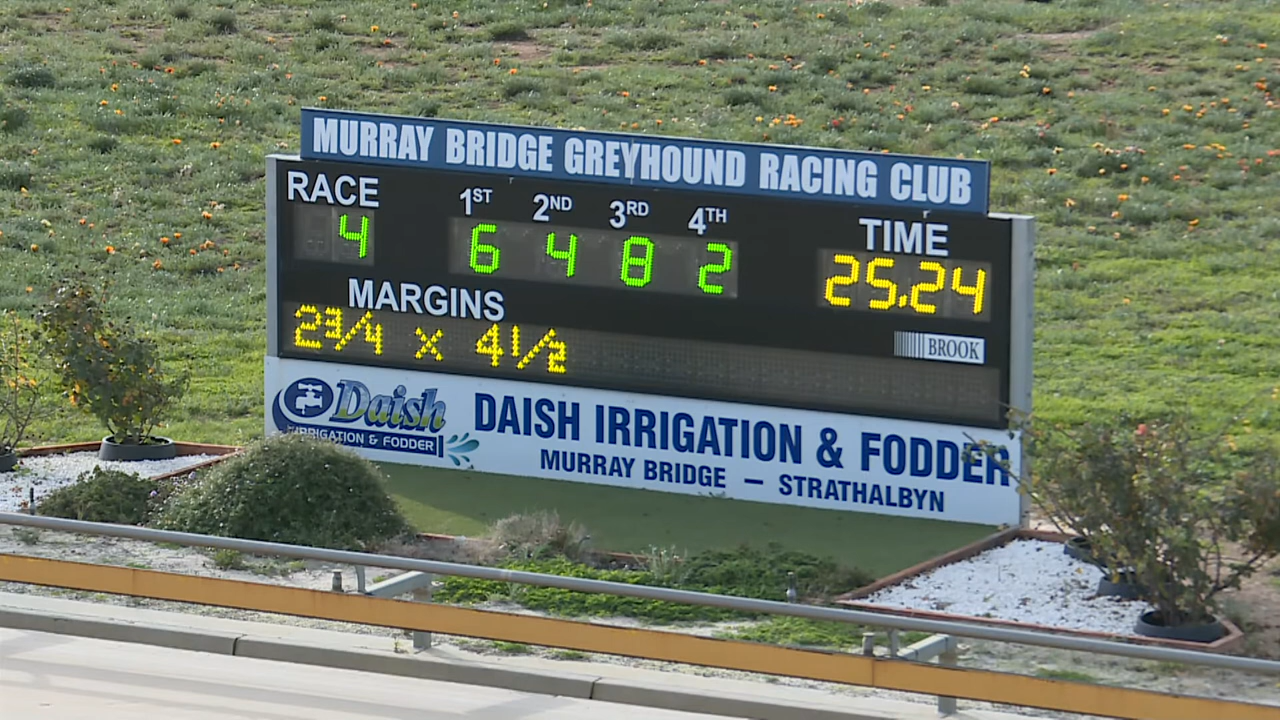 MURRAY BRIDGE GREYHOUND RACING CLUB
RACE 1ST 2ND 3RD 4TH TIME
4 6 4 8 2 25.24
MARGINS
2¾ x 4½
BROOK
Daish
IRRIGATION & FODDER
DAISH IRRIGATION & FODDER
MURRAY BRIDGE – STRATHALBYN